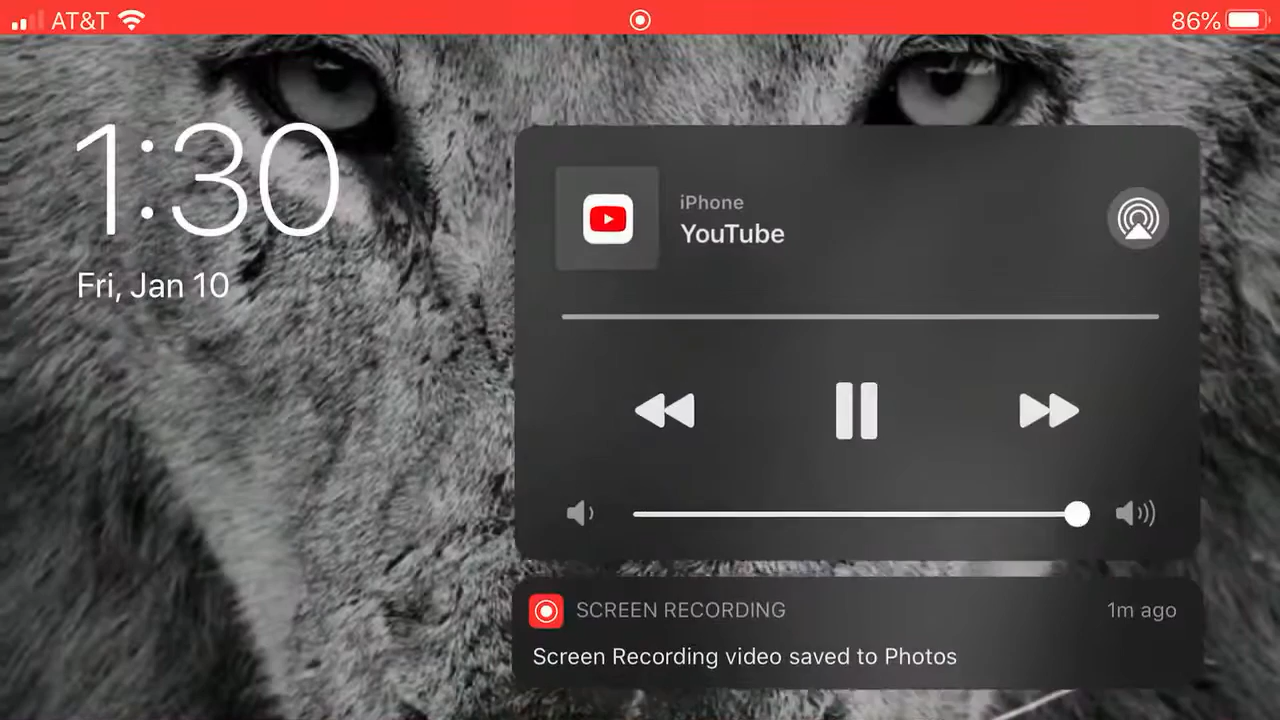 AT&T
86%
1:30
Fri, Jan 10
iPhone
YouTube
SCREEN RECORDING
1m ago
Screen Recording video saved to Photos